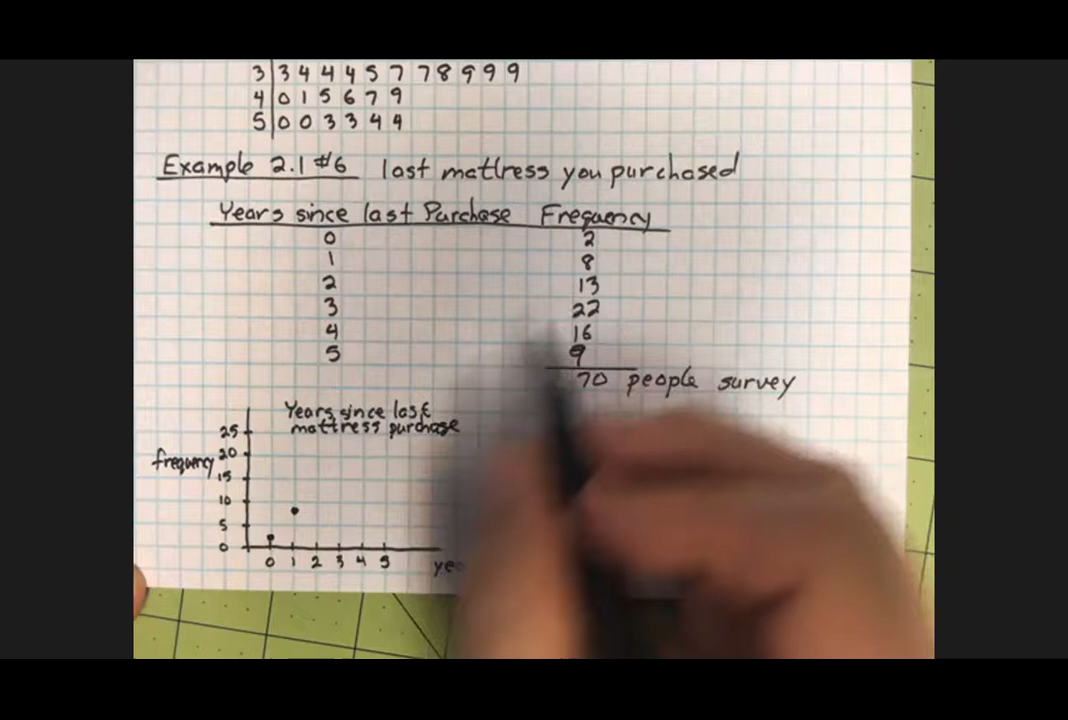 3 | 3 4 4 4 4 5 7 7 8 9 9 9
4 | 0 1 5 6 7 9
5 | 0 0 3 3 4 4
Example 2.1 #6 last mattress you purchased
Years since last Purchase Frequency
0 2
1 8
2 13
3 22
4 16
5 9
70 people survey
Years since last
mattress purchase
25
frequency 20
15
10
5
0
0 1 2 3 4 5